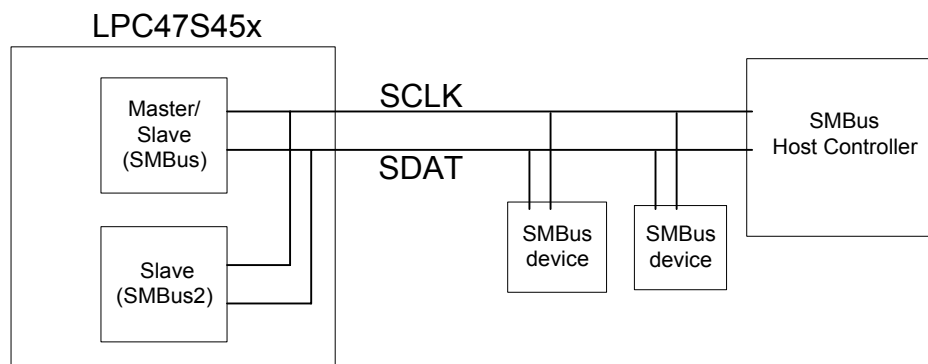 LPC47S45x
Master/
Slave
(SMBus)
SCLK
SDAT
SMBus
Host Controller
Slave
(SMBus2)
SMBus
device
SMBus
device